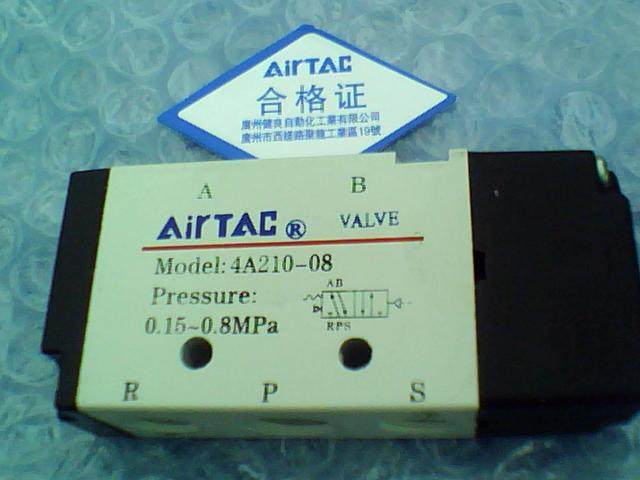 AirTAC
合格证
廣州健良自動化工業有限公司
廣州市西槎路聚龍工業區19號
A B
AirTAC ® VALVE
Model: 4A210-08
Pressure:
0.15~0.8MPa
AB
RPS
R P S